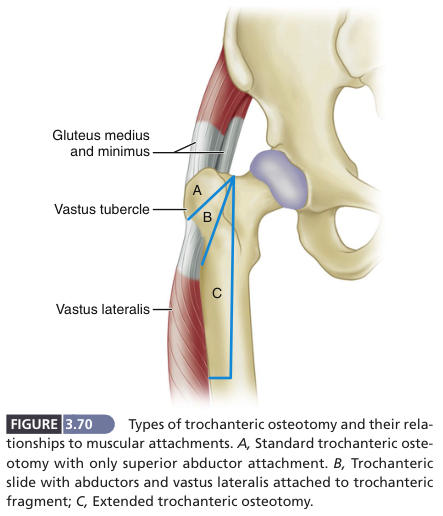 Gluteus medius
and minimus
A
Vastus tubercle
B
C
Vastus lateralis
FIGURE 3.70 Types of trochanteric osteotomy and their rela-
tionships to muscular attachments. A, Standard trochanteric oste-
otomy with only superior abductor attachment. B, Trochanteric
slide with abductors and vastus lateralis attached to trochanteric
fragment; C, Extended trochanteric osteotomy.